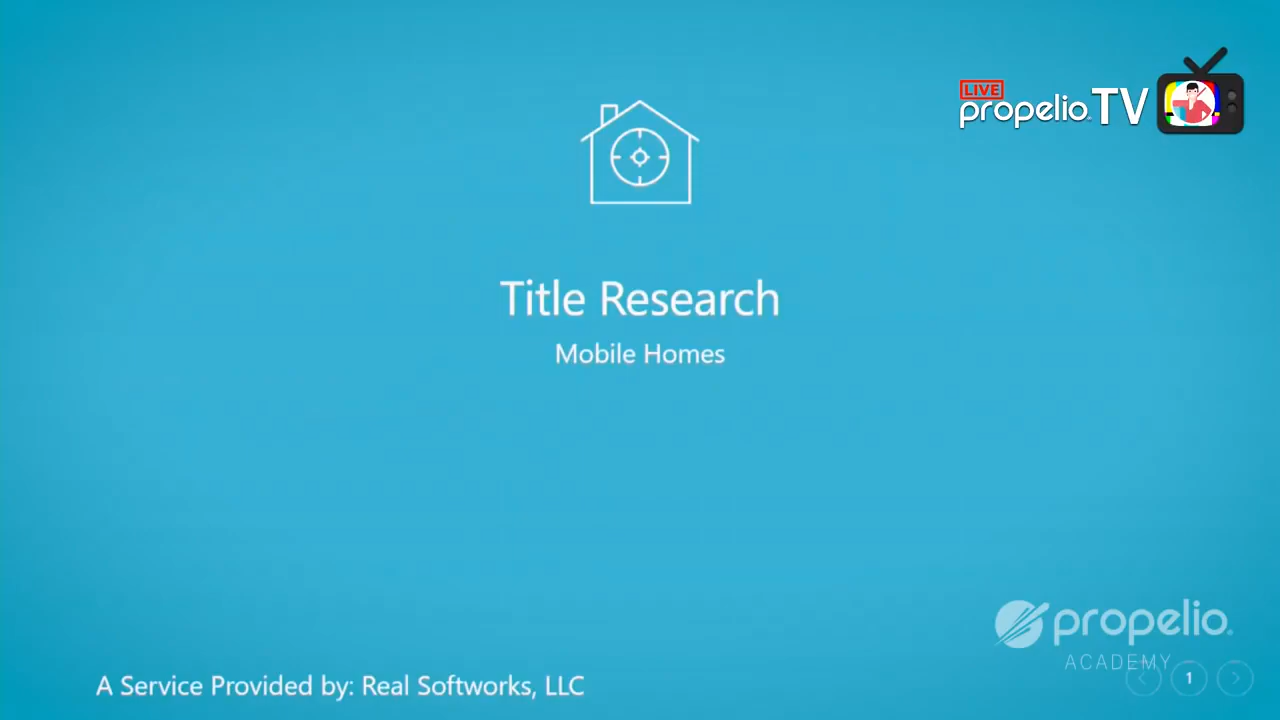 LIVE
propelio TV
Title Research
Mobile Homes
propelio.
ACADEMY
A Service Provided by: Real Softworks, LLC
1